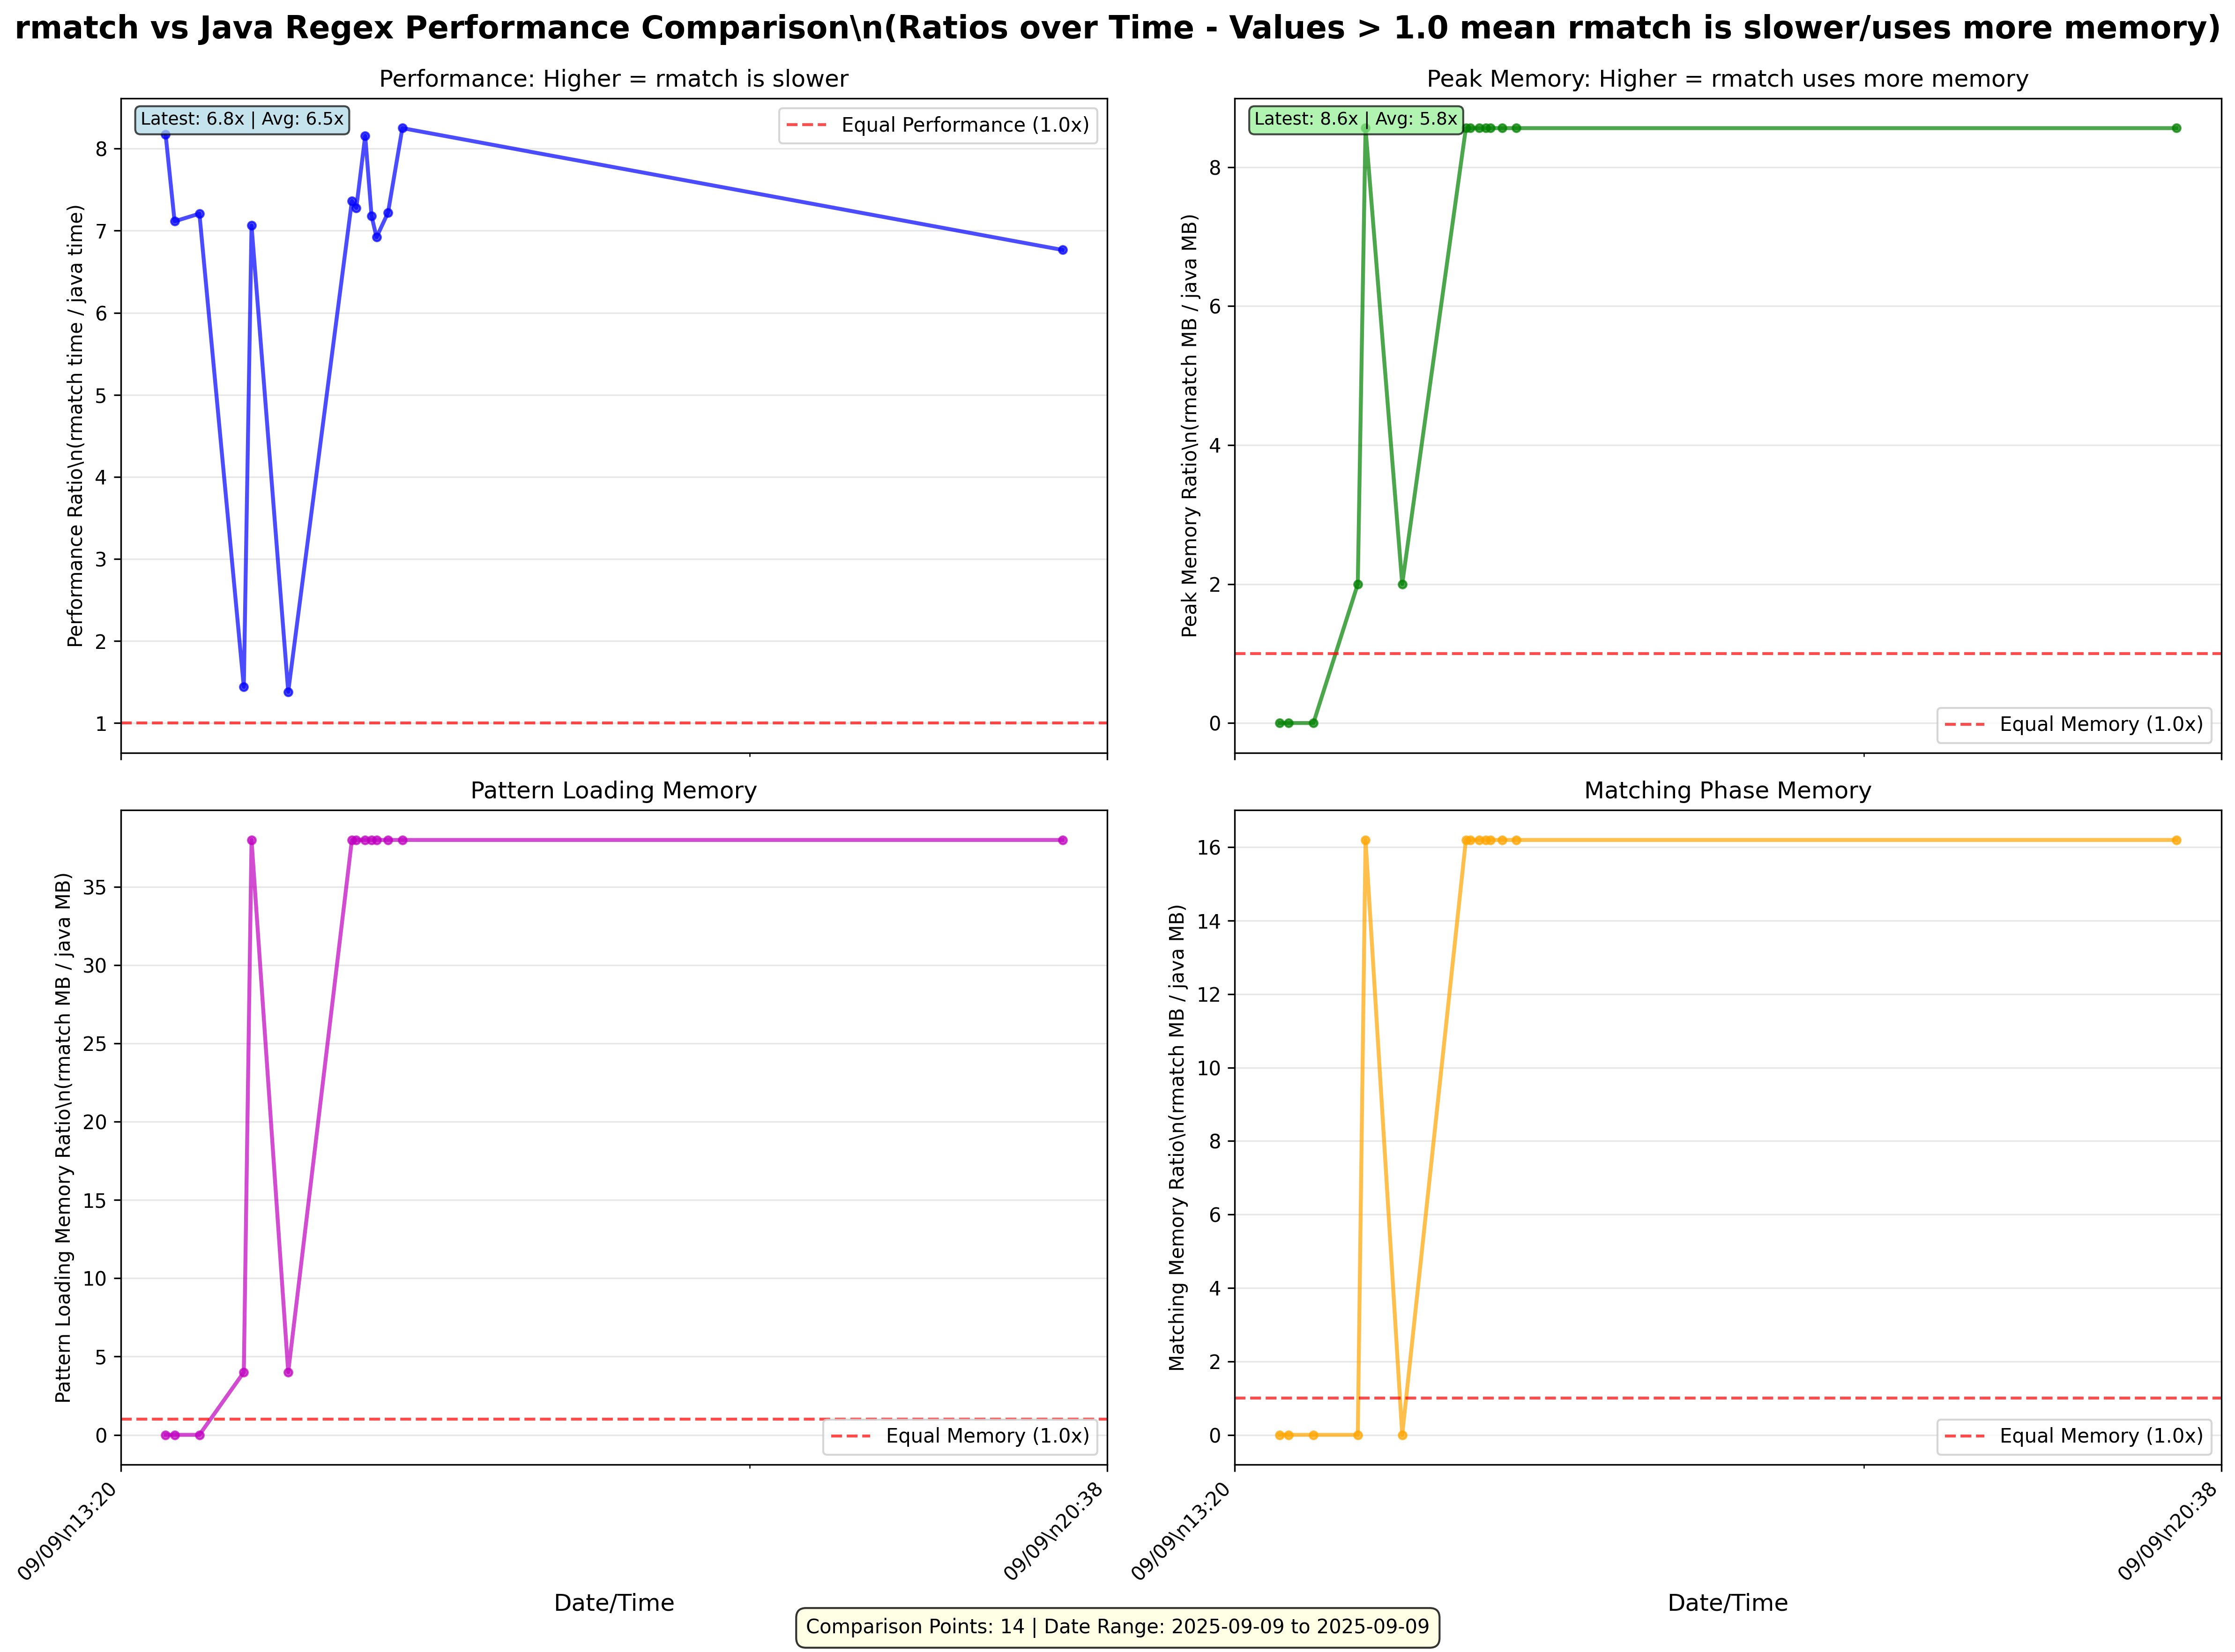 rmatch vs Java Regex Performance Comparison\n(Ratios over Time - Values > 1.0 mean rmatch is slower/uses more memory)
Performance: Higher = rmatch is slower
Latest: 6.8x | Avg: 6.5x
Equal Performance (1.0x)
Performance Ratio\n(rmatch time / java time)
8
7
6
5
4
3
2
1
Peak Memory: Higher = rmatch uses more memory
Latest: 8.6x | Avg: 5.8x
Peak Memory Ratio\n(rmatch MB / java MB)
8
6
4
2
0
Equal Memory (1.0x)
Pattern Loading Memory
Pattern Loading Memory Ratio\n(rmatch MB / java MB)
35
30
25
20
15
10
5
0
Equal Memory (1.0x)
09/09\\n13:20
09/09\\n20:38
Date/Time
Matching Phase Memory
Matching Memory Ratio\n(rmatch MB / java MB)
16
14
12
10
8
6
4
2
0
Equal Memory (1.0x)
09/09\\n13:20
09/09\\n20:38
Date/Time
Comparison Points: 14 | Date Range: 2025-09-09 to 2025-09-09